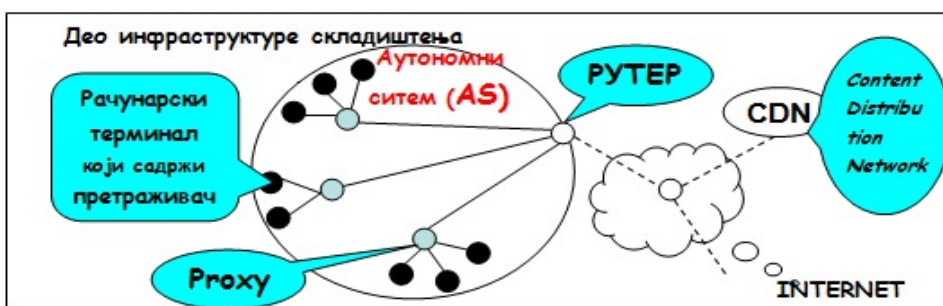 Део инфраструктуре складиштења
Аутономни
ситем (AS)
РУТЕР
Рачунарски
терминал
који садржи
претраживач
CDN
Content
Distribu
tion
Network
Proxy
INTERNET